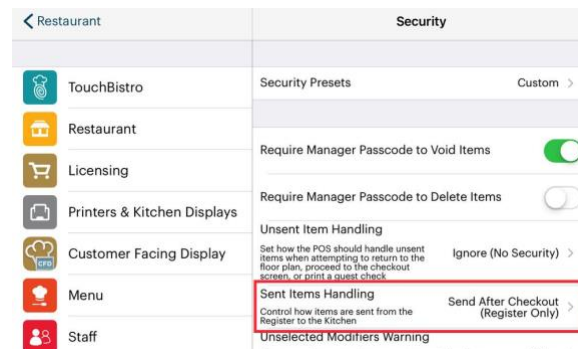 Restaurant
Security
TouchBistro
Restaurant
Licensing
Printers & Kitchen Displays
Customer Facing Display
CFD
Menu
Staff
Security Presets
Custom
Require Manager Passcode to Void Items
Require Manager Passcode to Delete Items
Unsent Item Handling
Set how the POS should handle unsent
items when attempting to return to the
floor plan, proceed to the checkout
screen, or print a guest check
Ignore (No Security)
Sent Items Handling
Control how items are sent from the
Register to the Kitchen
Send After Checkout
(Register Only)
Unselected Modifiers Warning